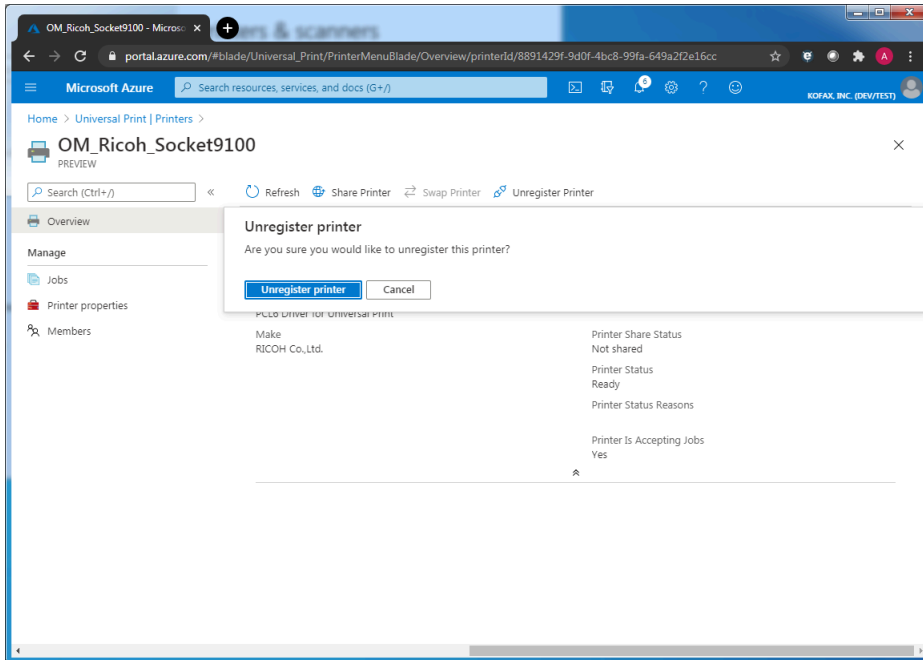 OM_Ricoh_Socket9100 - Micros
ers & scanners
portal.azure.com/#blade/Universal_Print/PrinterMenuBlade/Overview/printerId/8891429f-9d0f-4bc8-99fa-649a2f2e16cc
A
Microsoft Azure
Search resources, services, and docs (G+/)
6
KOFAX, INC. (DEV/TEST)
Home > Universal Print | Printers >
OM_Ricoh_Socket9100
PREVIEW
Search (Ctrl+/)
«
Refresh Share Printer Swap Printer Unregister Printer
Overview
Manage
Jobs
Printer properties
Members
Unregister printer
Are you sure you would like to unregister this printer?
Unregister printer Cancel
PCL6 Driver for Universal Print
Make
RICOH Co.,Ltd.
Printer Share Status
Not shared
Printer Status
Ready
Printer Status Reasons
Printer Is Accepting Jobs
Yes